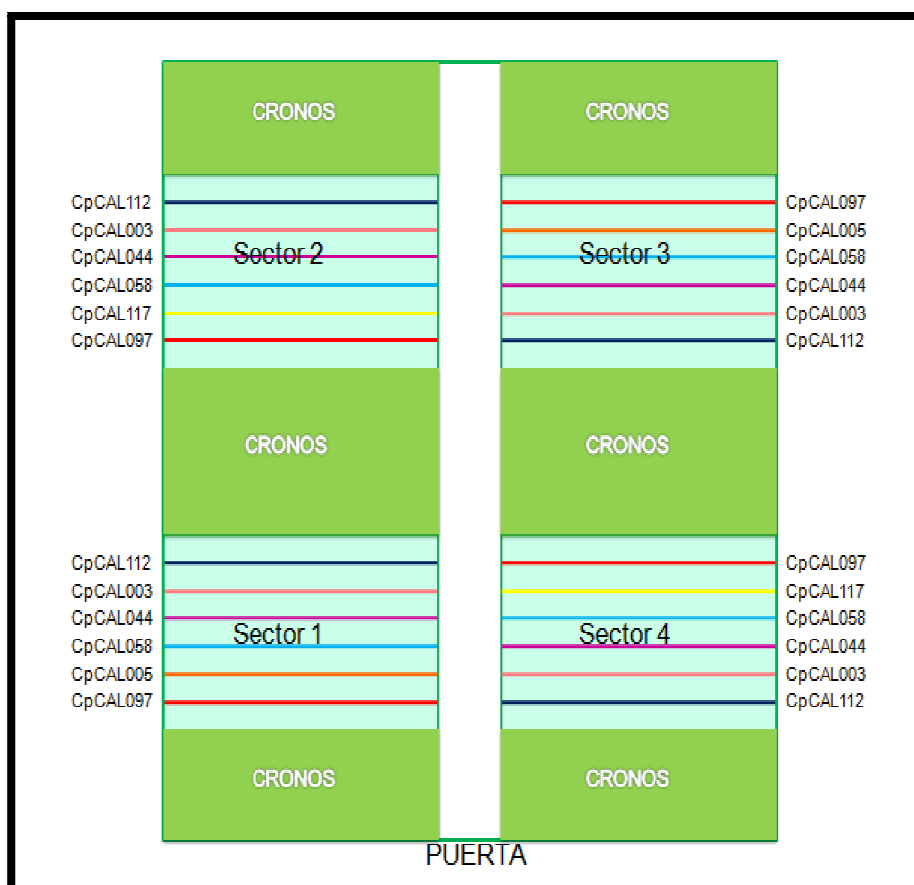 CRONOS CRONOS
CpCAL112 CpCAL097
CpCAL003 CpCAL005
CpCAL044 Sector 2 Sector 3 CpCAL058
CpCAL058 CpCAL044
CpCAL117 CpCAL003
CpCAL097 CpCAL112
CRONOS CRONOS
CpCAL112 CpCAL097
CpCAL003 CpCAL117
CpCAL044 CpCAL058
Sector 1 Sector 4
CpCAL058 CpCAL044
CpCAL005 CpCAL003
CpCAL097 CpCAL112
CRONOS CRONOS
PUERTA